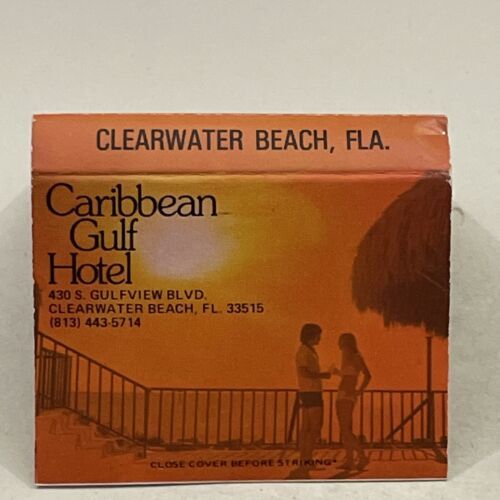 CLEARWATER BEACH, FLA.
Caribbean
Gulf
Hotel
430 S. GULFVIEW BLVD.
CLEARWATER BEACH, FL. 33515
(813) 443-5714
CLOSE COVER BEFORE STRIKING